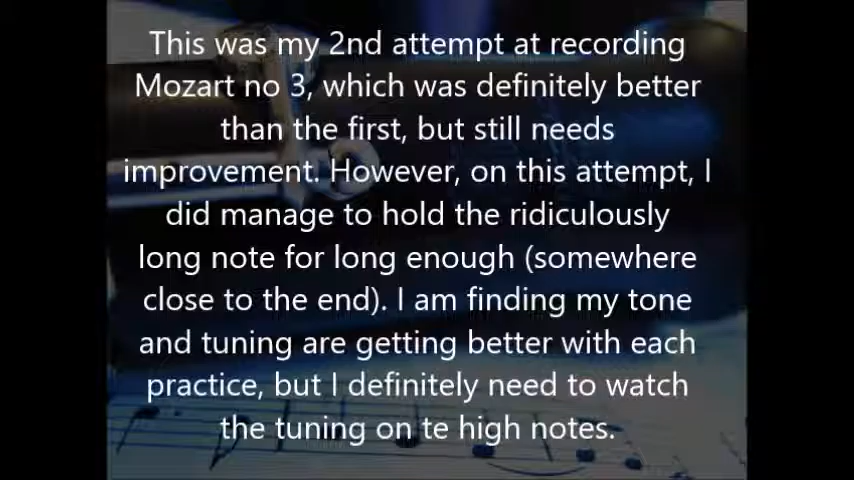 This was my 2nd attempt at recording
Mozart no 3, which was definitely better
than the first, but still needs
improvement. However, on this attempt, I
did manage to hold the ridiculously
long note for long enough (somewhere
close to the end). I am finding my tone
and tuning are getting better with each
practice, but I definitely need to watch
the tuning on te high notes.